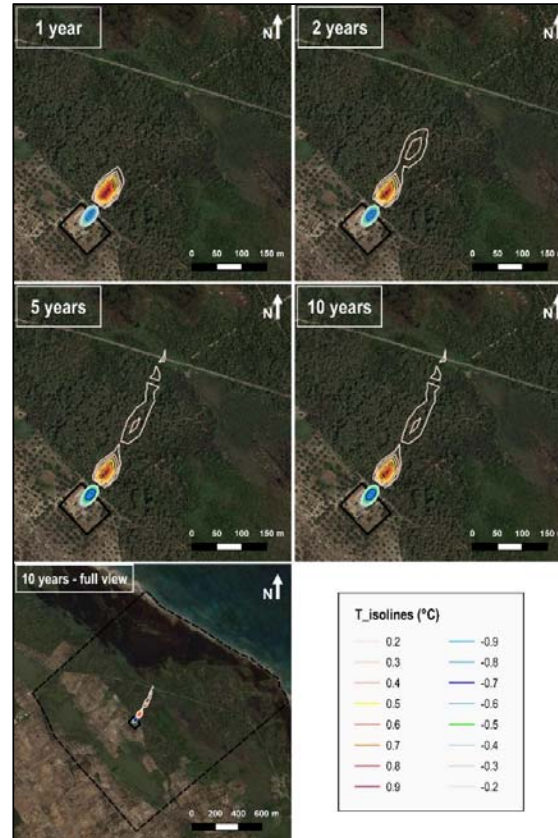 1 year
N
0 50 100 150 m
2 years
N
0 50 100 150 m
5 years
N
0 50 100 150 m
10 years
N
0 50 100 150 m
10 years - full view
N
0 200 400 600 m
T_isolines (°C)
0.2 -0.9
0.3 -0.8
0.4 -0.7
0.5 -0.6
0.6 -0.5
0.7 -0.4
0.8 -0.3
0.9 -0.2